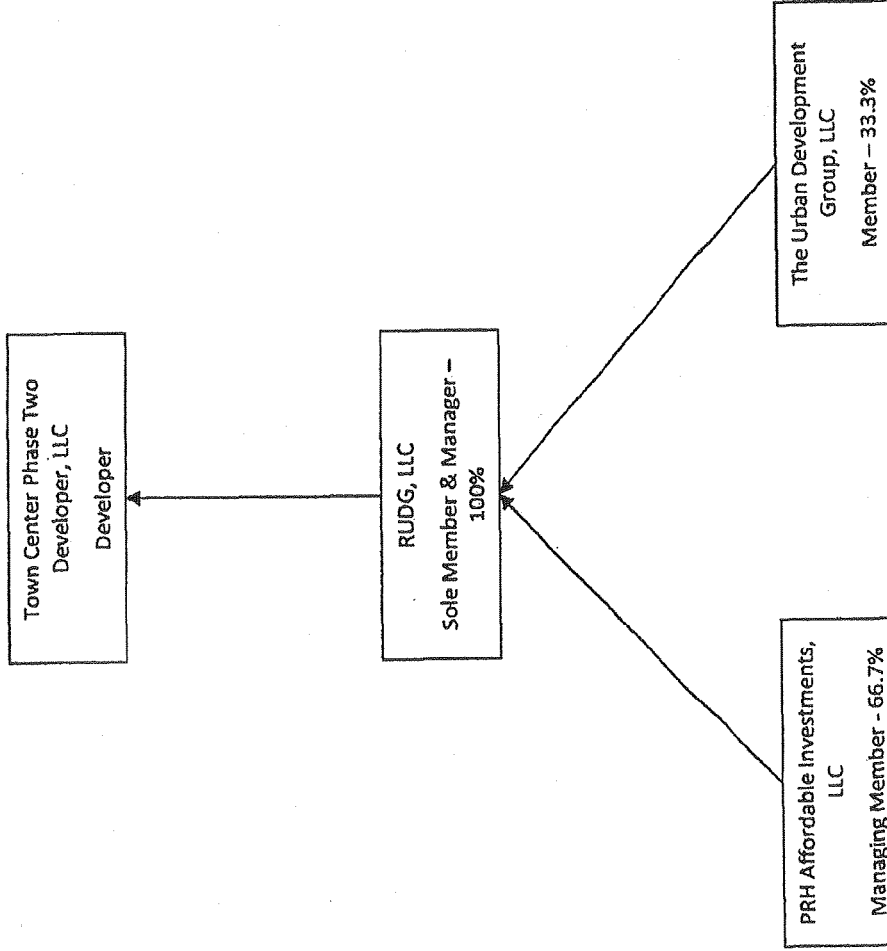 Town Center Phase Two
Developer, LLC
Developer
RUDG, LLC
Sole Member & Manager –
100%
PRH Affordable Investments,
LLC
Managing Member - 66.7%
The Urban Development
Group, LLC
Member – 33.3%